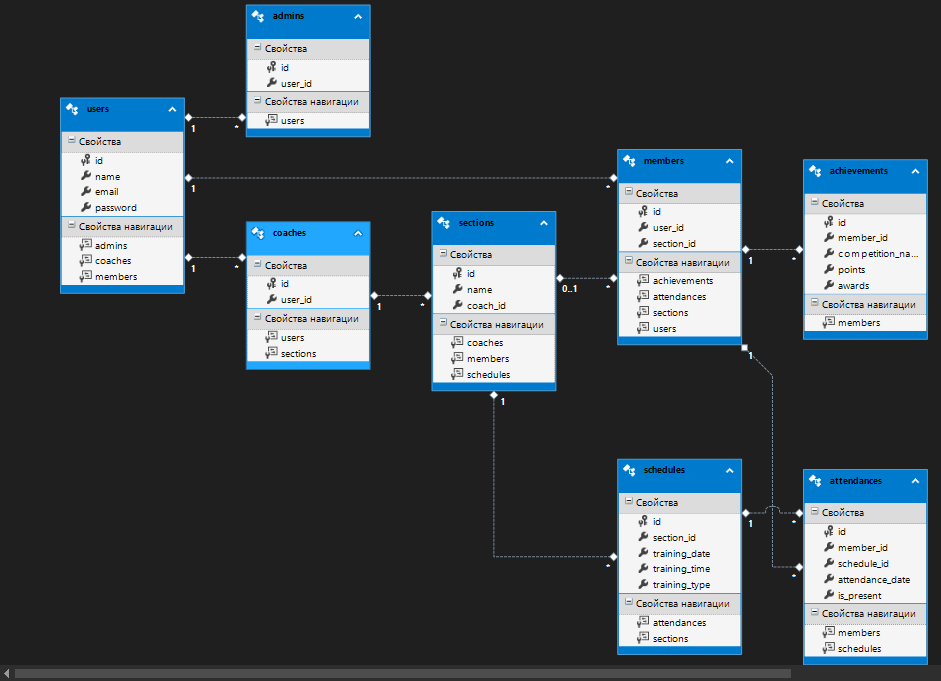 admins
Свойства
id
user_id
Свойства навигации
users
users
Свойства
id
name
email
password
Свойства навигации
admins
coaches
members
1
*
1
*
1
*
coaches
Свойства
id
user_id
Свойства навигации
users
sections
1
*
sections
Свойства
id
name
coach_id
Свойства навигации
coaches
members
schedules
0..1
*
1
*
members
Свойства
id
user_id
section_id
Свойства навигации
achievements
attendances
sections
users
1
*
1
*
achievements
Свойства
id
member_id
competition_na...
points
awards
Свойства навигации
members
schedules
Свойства
id
section_id
training_date
training_time
training_type
Свойства навигации
attendances
sections
1
*
attendances
Свойства
id
member_id
schedule_id
attendance_date
is_present
Свойства навигации
members
schedules